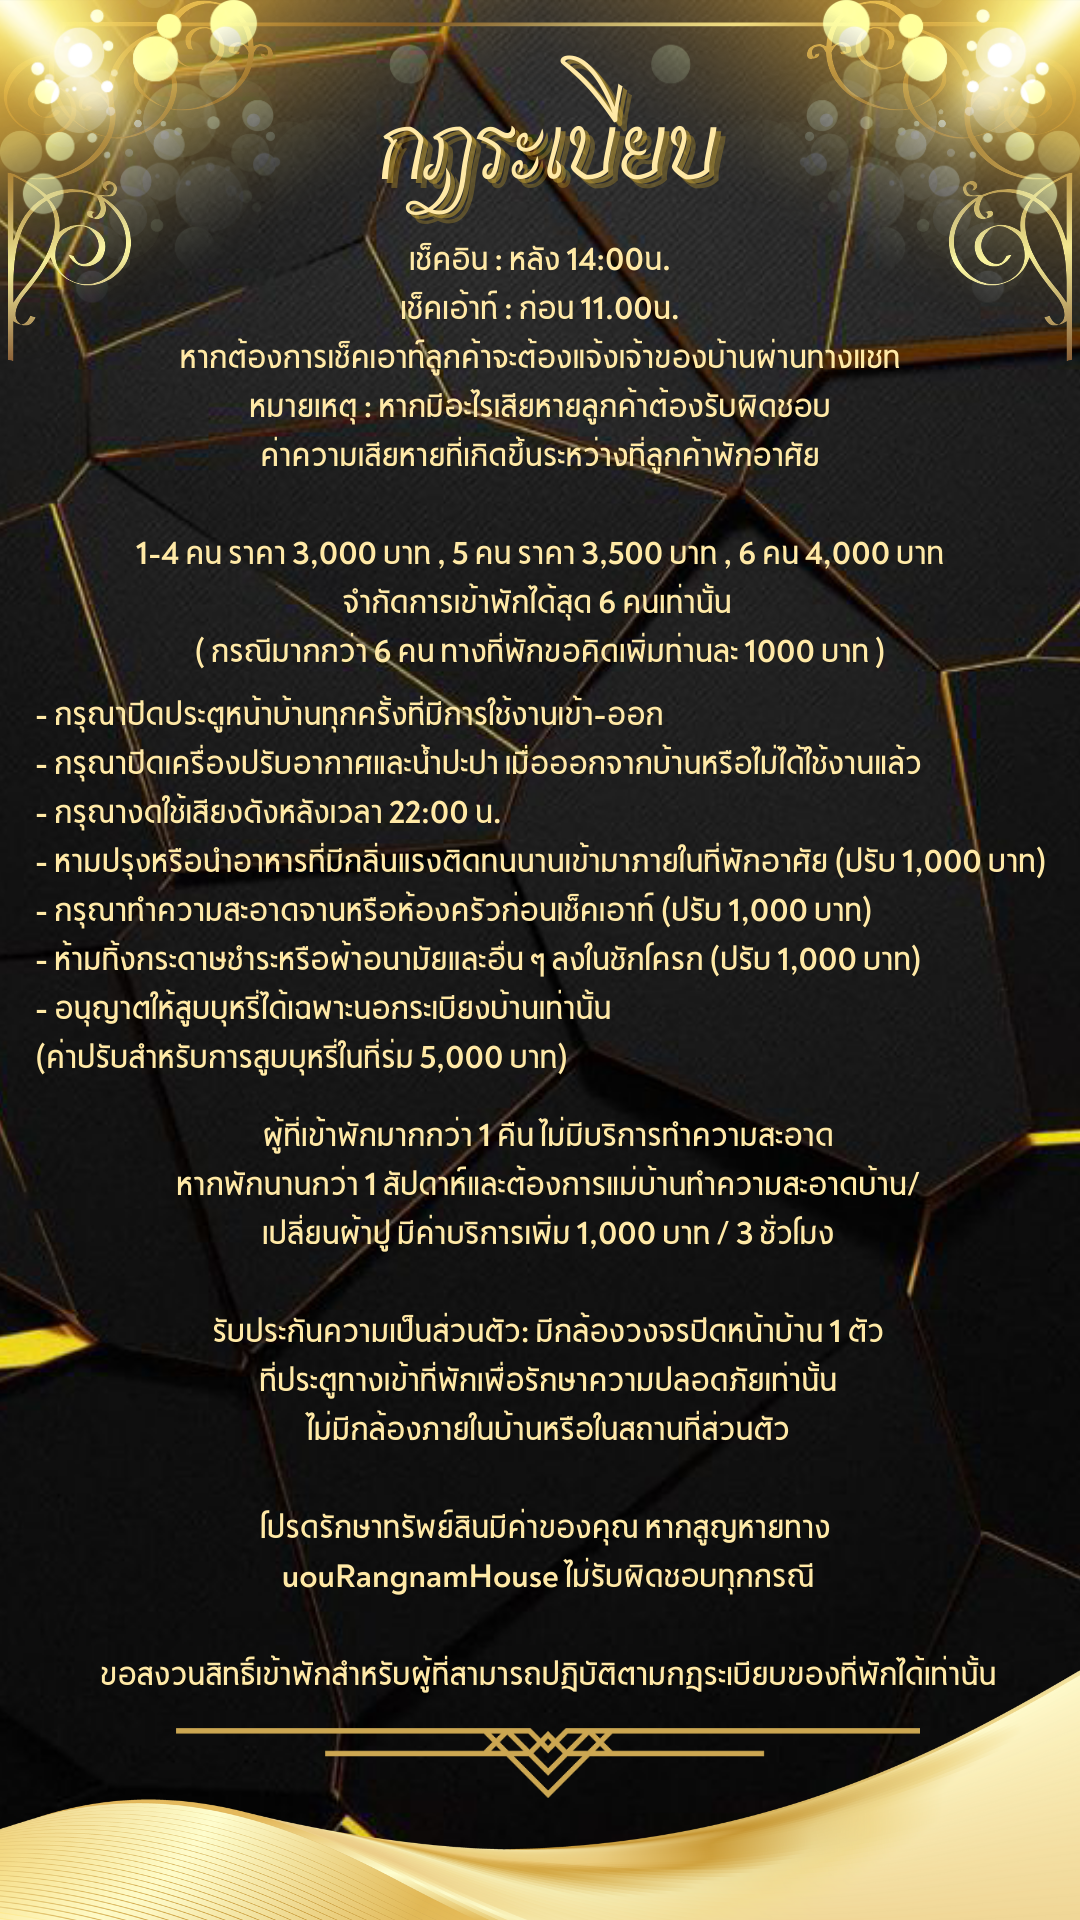 กฎระเบียบ
เช็คอิน : หลัง 14:00น.
เช็คเอ้าท์ : ก่อน 11.00น.
หากต้องการเช็คเอาท์ลูกค้าจะต้องแจ้งเจ้าของบ้านผ่านทางแชท
หมายเหตุ : หากมีอะไรเสียหายลูกค้าต้องรับผิดชอบ
ค่าความเสียหายที่เกิดขึ้นระหว่างที่ลูกค้าพักอาศัย
1-4 คน ราคา 3,000 บาท , 5 คน ราคา 3,500 บาท , 6 คน 4,000 บาท
จำกัดการเข้าพักได้สุด 6 คนเท่านั้น
( กรณีมากกว่า 6 คน ทางที่พักขอคิดเพิ่มท่านละ 1000 บาท )
- กรุณาปิดประตูหน้าบ้านทุกครั้งที่มีการใช้งานเข้า-ออก
- กรุณาปิดเครื่องปรับอากาศและน้ำปะปา เมื่อออกจากบ้านหรือไม่ได้ใช้งานแล้ว
- กรุณางดใช้เสียงดังหลังเวลา 22:00 น.
- หามปรุงหรือนำอาหารที่มีกลิ่นแรงติดทนนานเข้ามาภายในที่พักอาศัย (ปรับ 1,000 บาท)
- กรุณาทำความสะอาดจานหรือห้องครัวก่อนเช็คเอาท์ (ปรับ 1,000 บาท)
- ห้ามทิ้งกระดาษชำระหรือผ้าอนามัยและอื่น ๆ ลงในชักโครก (ปรับ 1,000 บาท)
- อนุญาตให้สูบบุหรี่ได้เฉพาะนอกระเบียงบ้านเท่านั้น
(ค่าปรับสำหรับการสูบบุหรี่ในที่ร่ม 5,000 บาท)
ผู้ที่เข้าพักมากกว่า 1 คืน ไม่มีบริการทำความสะอาด
หากพักนานกว่า 1 สัปดาห์และต้องการแม่บ้านทำความสะอาดบ้าน/
เปลี่ยนผ้าปู มีค่าบริการเพิ่ม 1,000 บาท / 3 ชั่วโมง
รับประกันความเป็นส่วนตัว: มีกล้องวงจรปิดหน้าบ้าน 1 ตัว
ที่ประตูทางเข้าที่พักเพื่อรักษาความปลอดภัยเท่านั้น
ไม่มีกล้องภายในบ้านหรือในสถานที่ส่วนตัว
โปรดรักษาทรัพย์สินมีค่าของคุณ หากสูญหายทาง
uouRangnamHouse ไม่รับผิดชอบทุกกรณี
ขอสงวนสิทธิ์เข้าพักสำหรับผู้ที่สามารถปฎิบัติตามกฎระเบียบของที่พักได้เท่านั้น